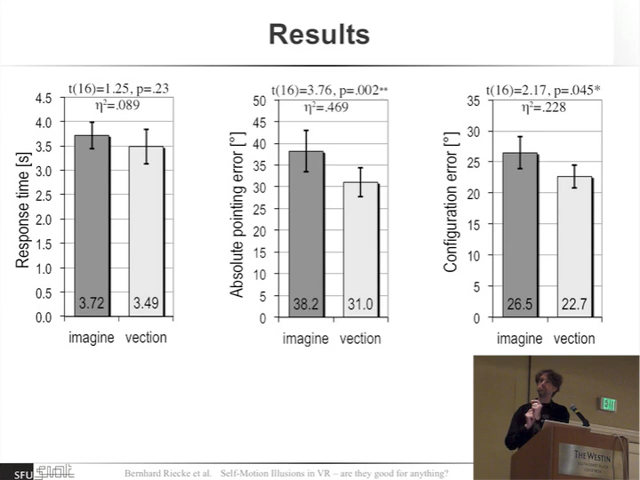 Results
t(16)=1.25, p=.23
η²=.089
Response time [s]
4.5
4.0
3.5
3.0
2.5
2.0
1.5
1.0
0.5
0.0
3.72
3.49
imagine vection
t(16)=3.76, p=.002**
η²=.469
Absolute pointing error [°]
50
45
40
35
30
25
20
15
10
5
0
38.2
31.0
imagine vection
t(16)=2.17, p=.045*
η²=.228
Configuration error [°]
35
30
25
20
15
10
5
0
26.5
22.7
imagine vection
EXIT
THE WESTIN
SFU
Bernhard Riecke et al. Self-Motion Illusions in VR – are they good for anything?